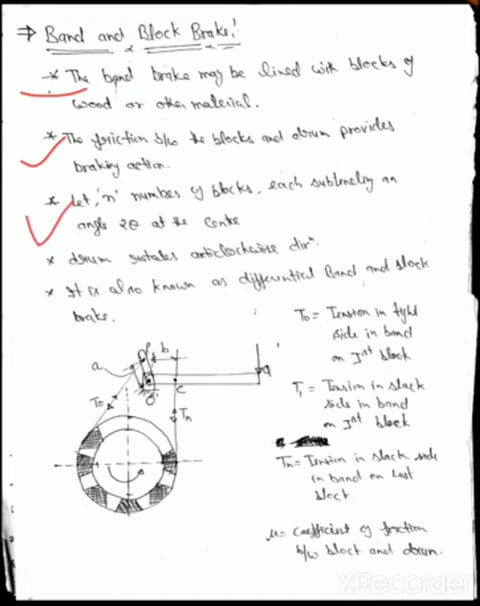 ⇒ Band and Block Brake:
* The band brake may be lined with blocks of
wood or other material.
* The friction b/w the blocks and drum provides
braking action.
* Let, 'n' number of blocks, each subtending an
angle 2θ at the centre
* drum rotates anticlockwise dirⁿ.
* It is also known as differential Band and block
brake.
T₀ = Tension in tight
side in band
on Iˢᵗ block
T₁ = Tension in slack
side in band
on Iˢᵗ block
Tₙ = Tension in slack side
in band on last
block.
μ = coefficient of friction
b/w block and drum.
a
b
O
C
T₀
Tₙ
XRecorder